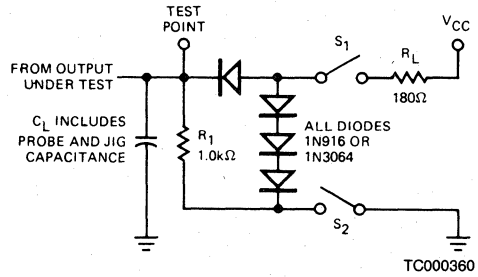 TEST
POINT
S1
VCC
RL
180Ω
FROM OUTPUT
UNDER TEST
CL INCLUDES
PROBE AND JIG
CAPACITANCE
R1
1.0kΩ
ALL DIODES
1N916 OR
1N3064
S2
TC000360